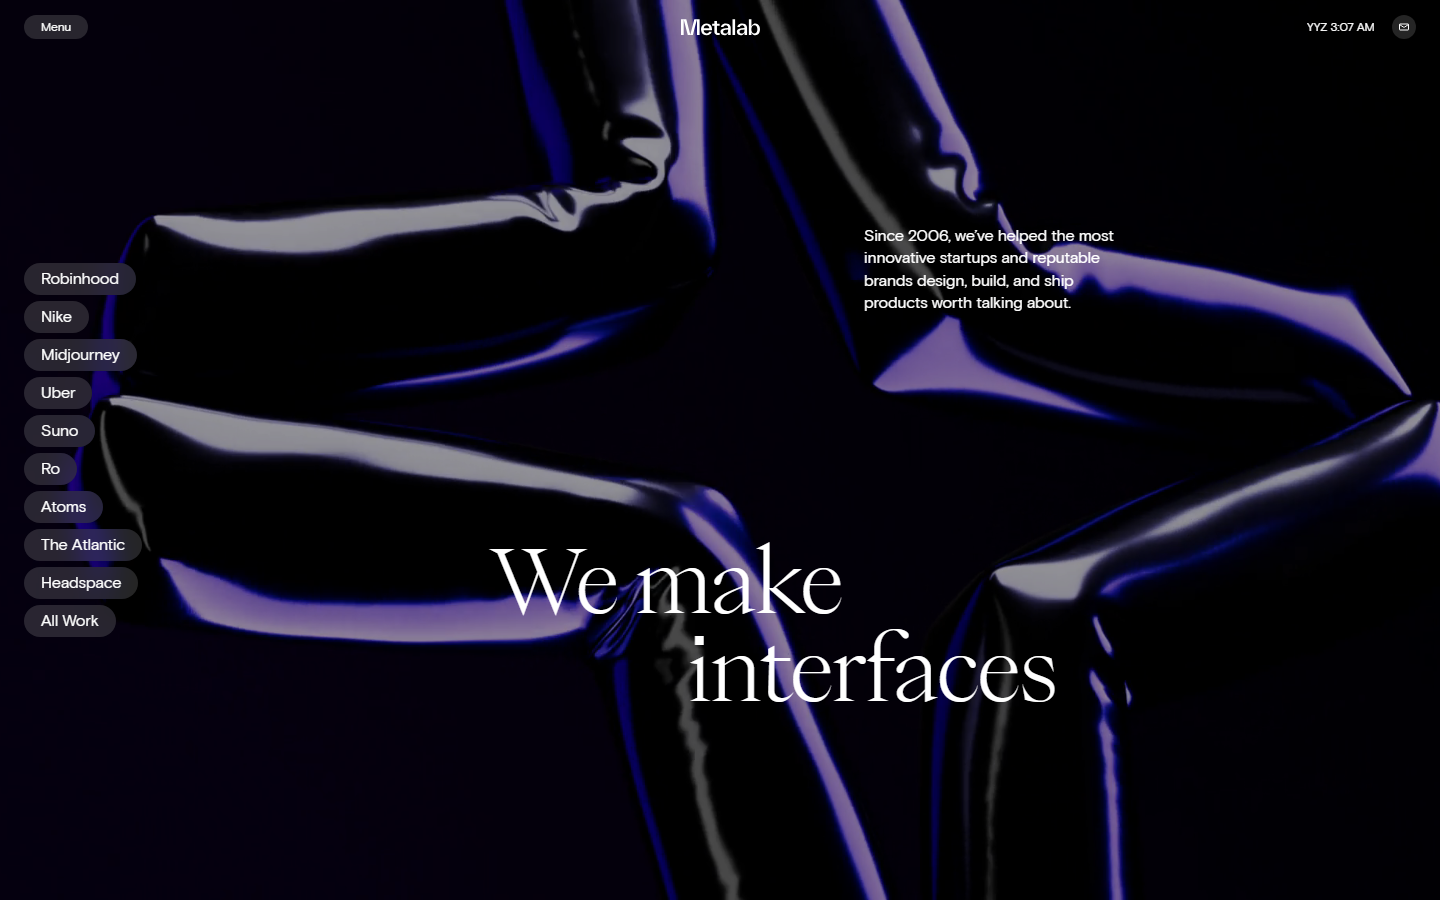 Menu
Metalab
YYZ 3:07 AM
Since 2006, we've helped the most
innovative startups and reputable
brands design, build, and ship
products worth talking about.
Robinhood
Nike
Midjourney
Uber
Suno
Ro
Atoms
The Atlantic
Headspace
All Work
We make
interfaces